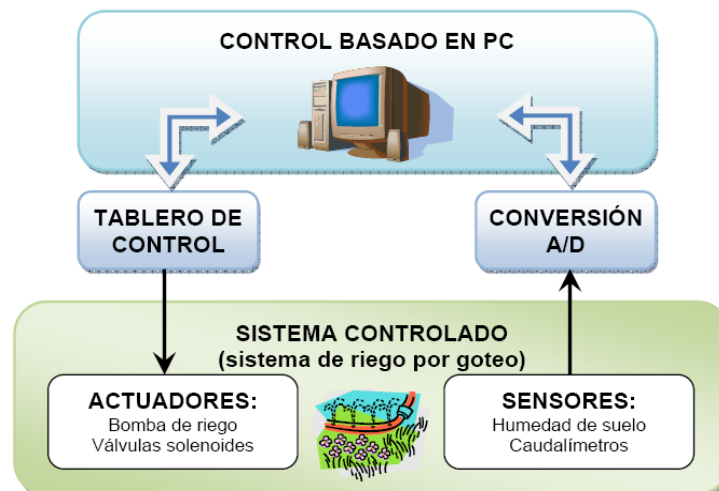 CONTROL BASADO EN PC
TABLERO DE
CONTROL
CONVERSIÓN
A/D
SISTEMA CONTROLADO
(sistema de riego por goteo)
ACTUADORES:
Bomba de riego
Válvulas solenoides
SENSORES:
Humedad de suelo
Caudalímetros